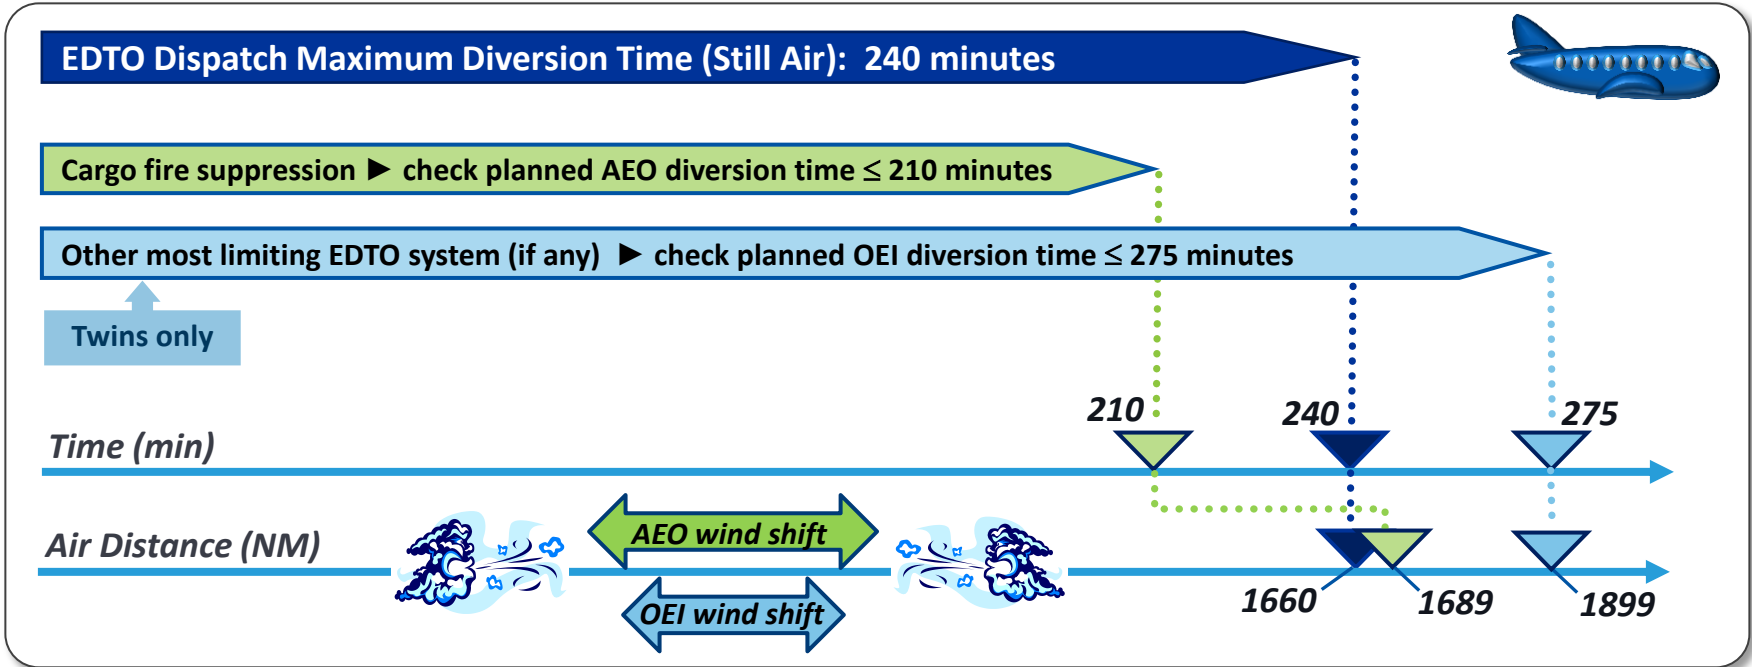 EDTO Dispatch Maximum Diversion Time (Still Air): 240 minutes
Cargo fire suppression ► check planned AEO diversion time ≤ 210 minutes
Other most limiting EDTO system (if any) ► check planned OEI diversion time ≤ 275 minutes
Twins only
210
240
275
Time (min)
AEO wind shift
Air Distance (NM)
OEI wind shift
1660
1689
1899